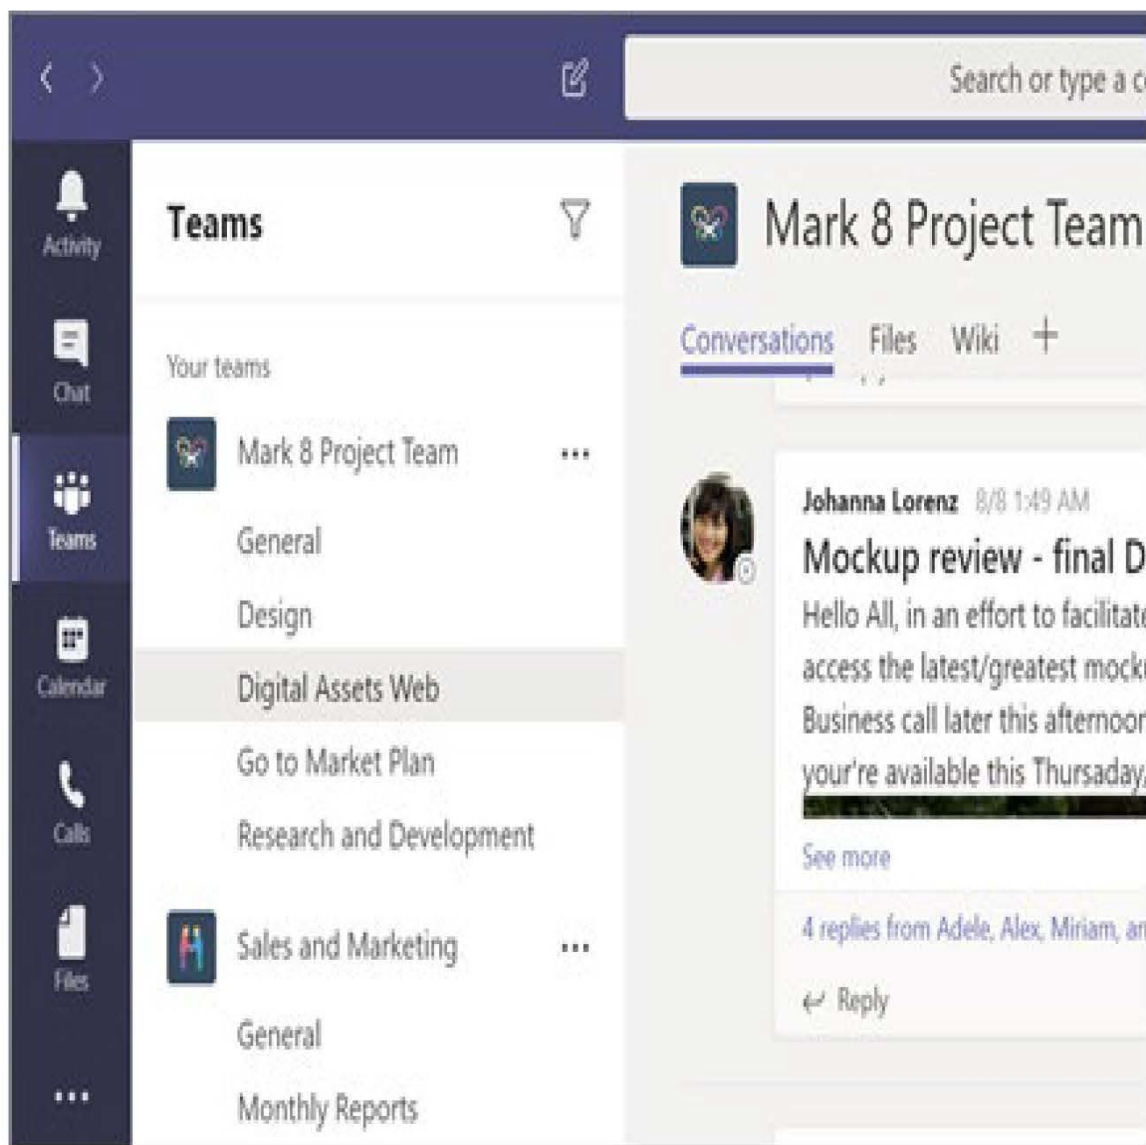 Search or type a c
Activity
Chat
Teams
Calendar
Calls
Files
Teams
Your teams
Mark 8 Project Team
General
Design
Digital Assets Web
Go to Market Plan
Research and Development
Sales and Marketing
General
Monthly Reports
Mark 8 Project Team
Conversations Files Wiki +
Johanna Lorenz 8/8 1:49 AM
Mockup review - final D
Hello All, in an effort to facilitate
access the latest/greatest mock
Business call later this afternoon
your're available this Thursaday,
See more
4 replies from Adele, Alex, Miriam, an
Reply